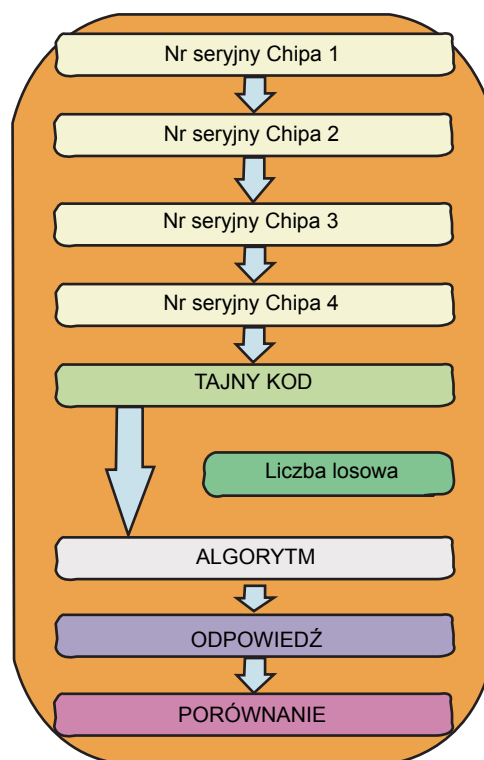 Nr seryjny Chipa 1
Nr seryjny Chipa 2
Nr seryjny Chipa 3
Nr seryjny Chipa 4
TAJNY KOD
Liczba losowa
ALGORYTM
ODPOWIEDŹ
PORÓWNANIE